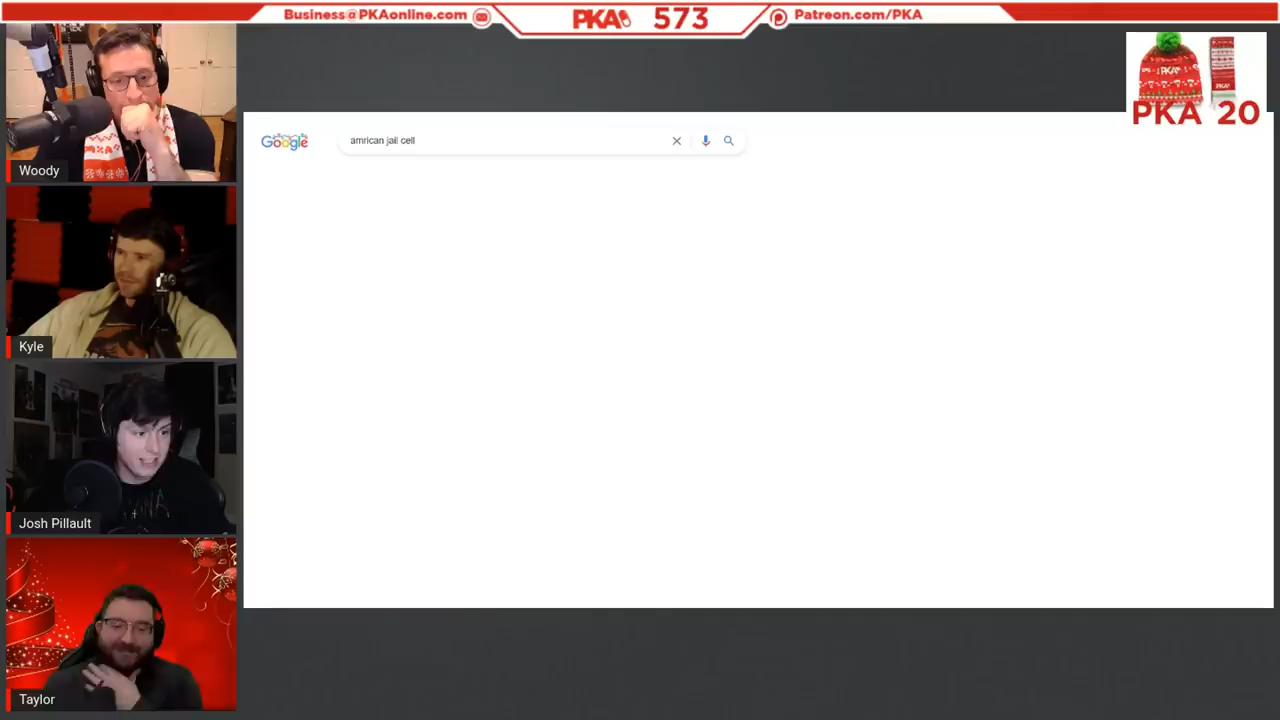 Business@PKAonline.com
PKA 573
Patreon.com/PKA
PKA
PKA
PKA 20
Google
amrican jail cell
Woody
Kyle
Josh Pillault
Taylor